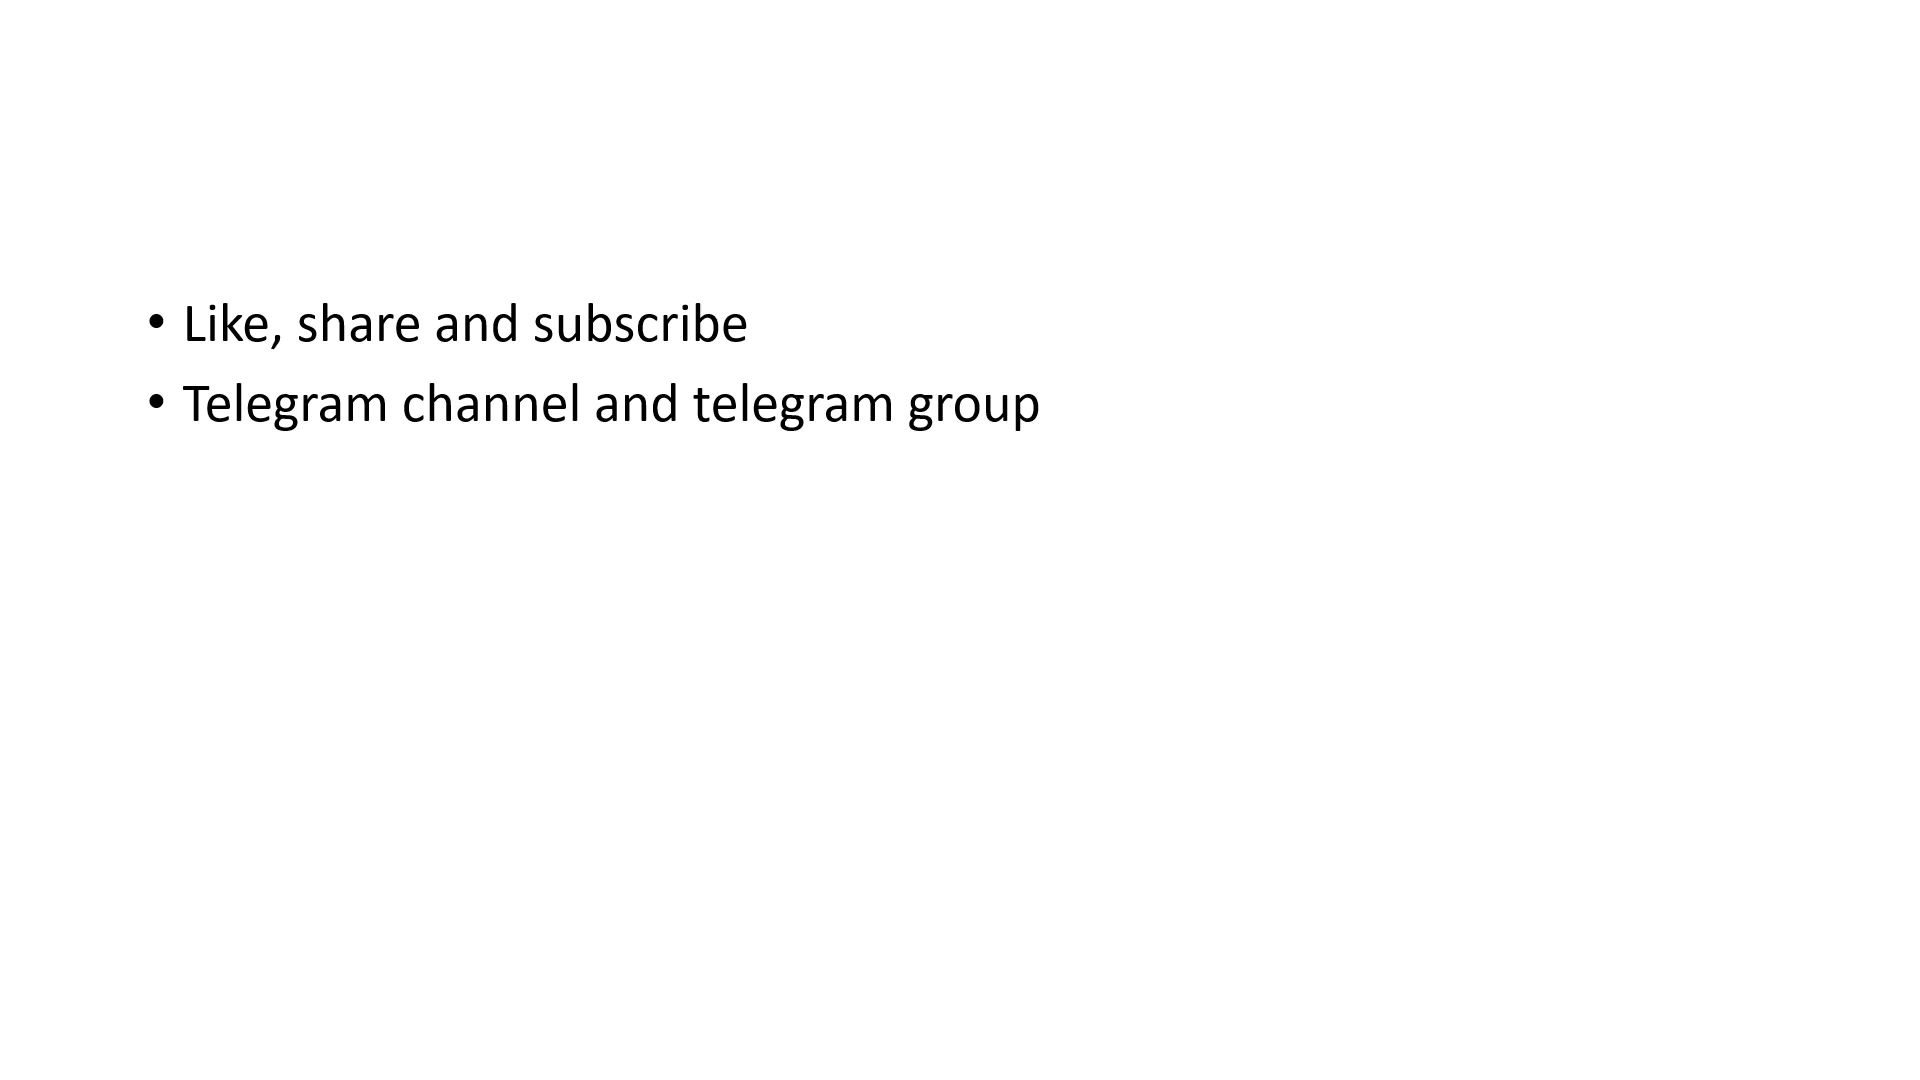 • Like, share and subscribe
• Telegram channel and telegram group